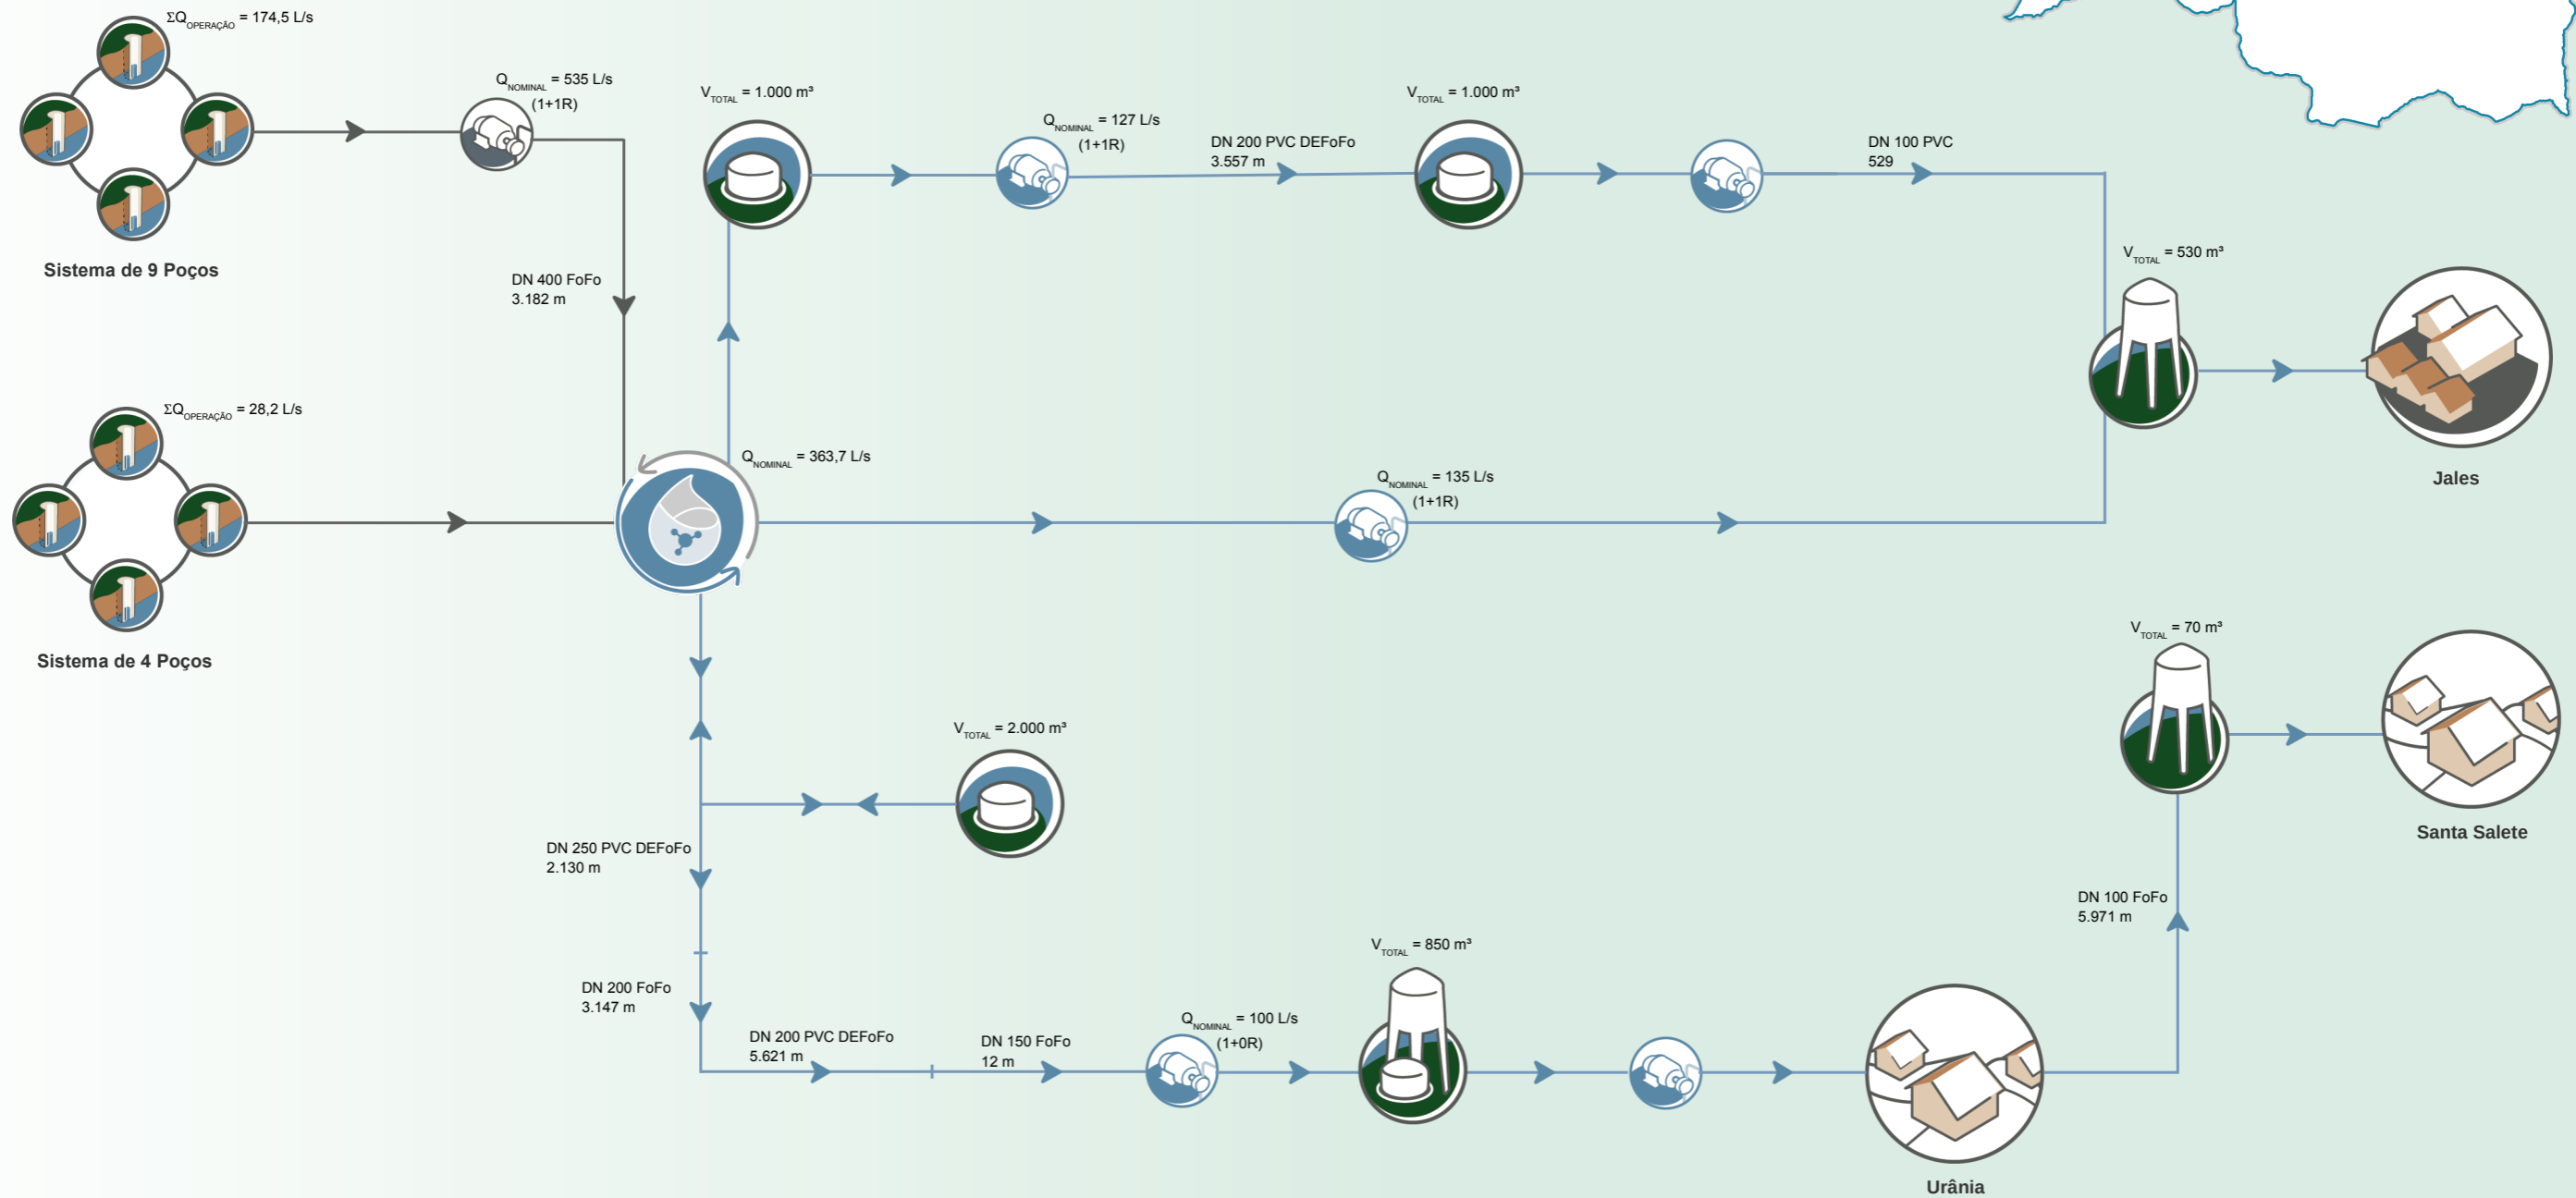 ΣQOPERAÇÃO = 174,5 L/s
Sistema de 9 Poços
QNOMINAL = 535 L/s
(1+1R)
DN 400 FoFo
3.182 m
VTOTAL = 1.000 m³
QNOMINAL = 127 L/s
(1+1R)
DN 200 PVC DEFoFo
3.557 m
VTOTAL = 1.000 m³
DN 100 PVC
529
VTOTAL = 530 m³
Jales
ΣQOPERAÇÃO = 28,2 L/s
Sistema de 4 Poços
QNOMINAL = 363,7 L/s
QNOMINAL = 135 L/s
(1+1R)
VTOTAL = 2.000 m³
DN 250 PVC DEFoFo
2.130 m
DN 200 FoFo
3.147 m
DN 200 PVC DEFoFo
5.621 m
DN 150 FoFo
12 m
QNOMINAL = 100 L/s
(1+0R)
VTOTAL = 850 m³
Urânia
DN 100 FoFo
5.971 m
VTOTAL = 70 m³
Santa Salete